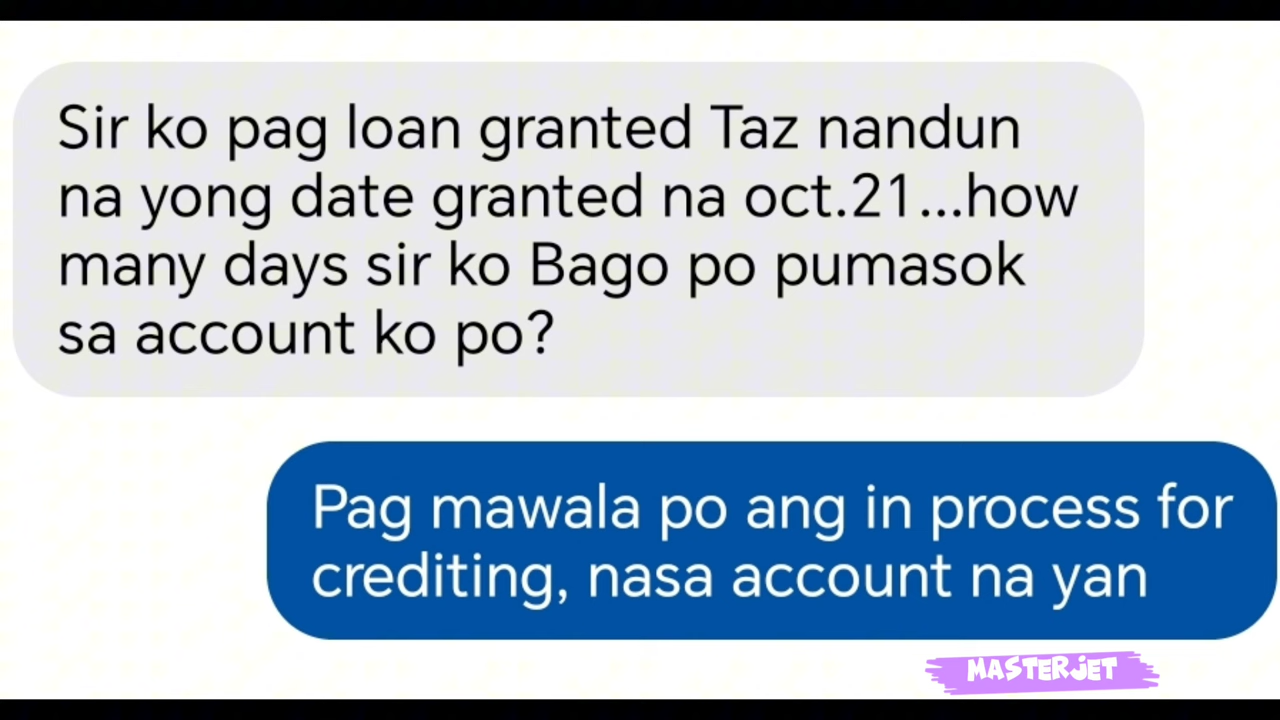 Sir ko pag loan granted Taz nandun
na yong date granted na oct.21...how
many days sir ko Bago po pumasok
sa account ko po?
Pag mawala po ang in process for
crediting, nasa account na yan
MASTERJET